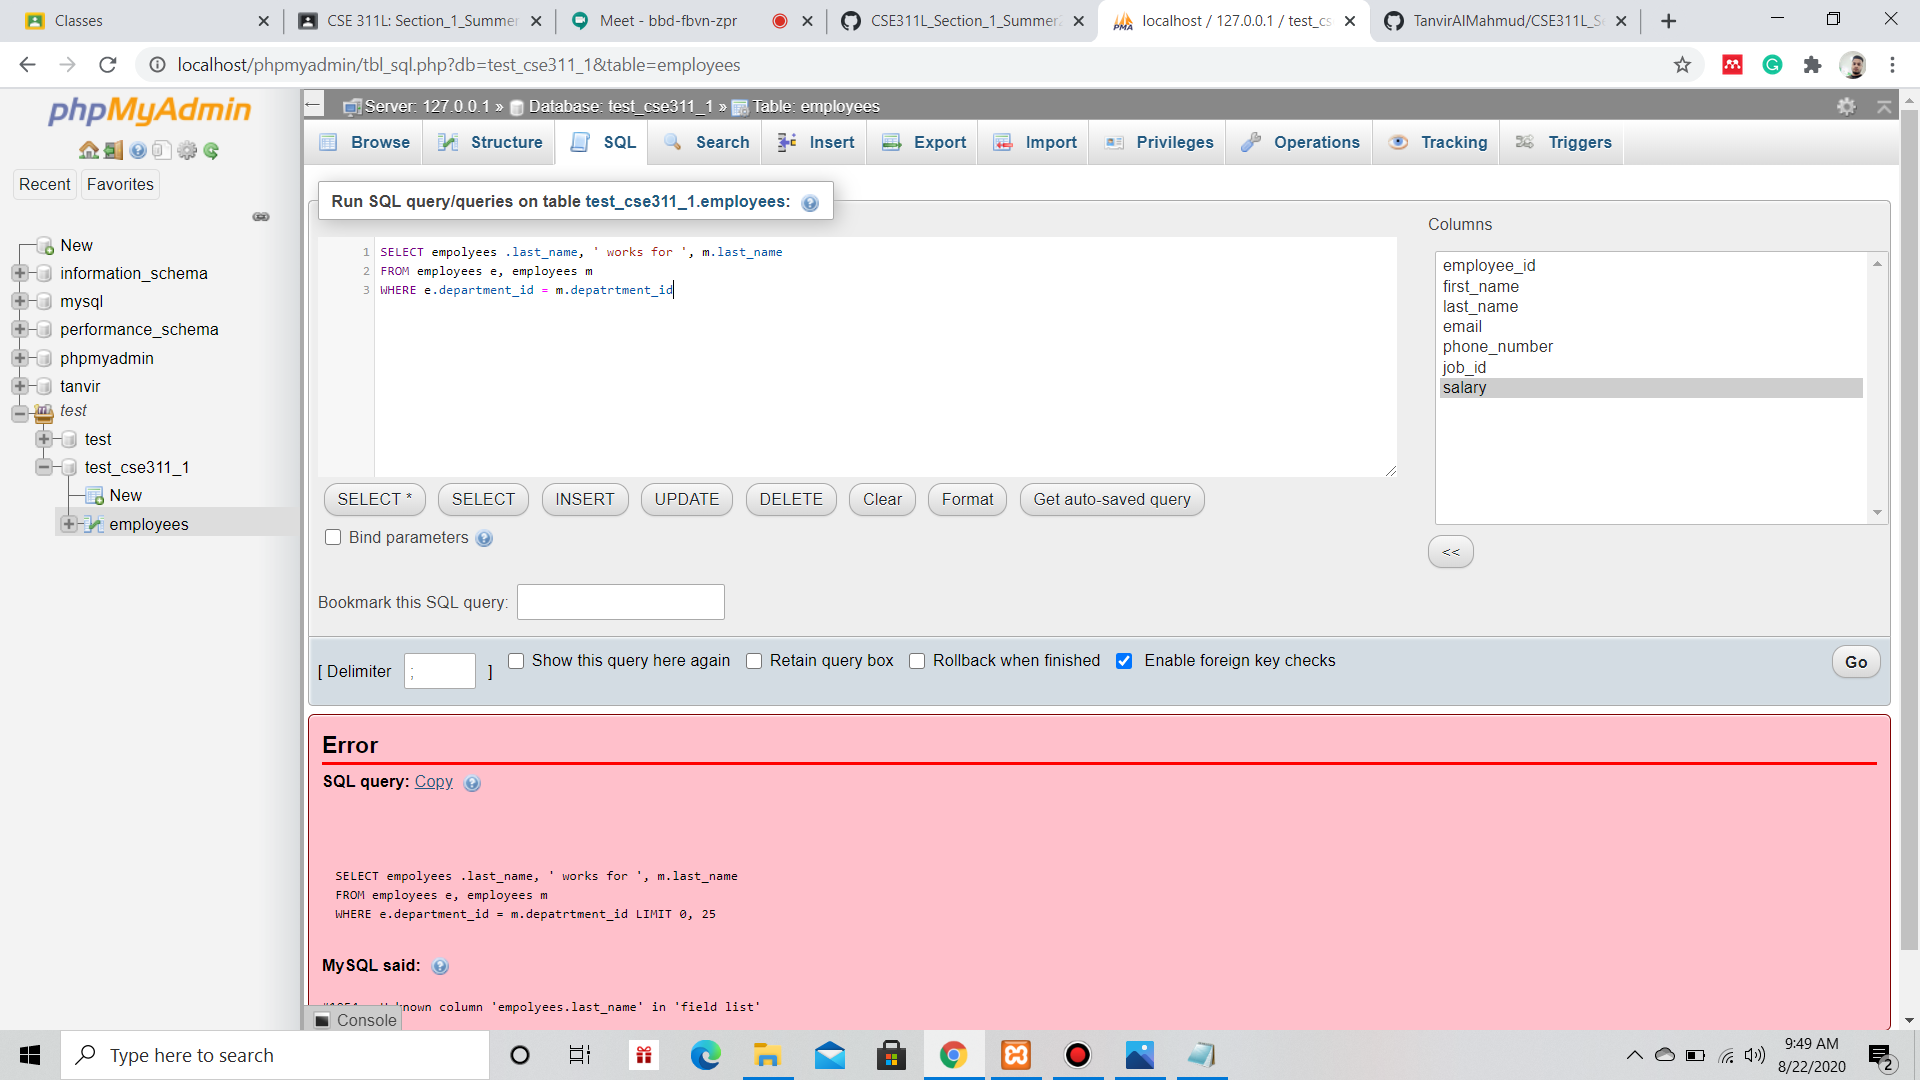 Classes
CSE 311L: Section_1_Summer
Meet - bbd-fbvn-zpr
CSE311L_Section_1_Summer2
localhost / 127.0.0.1 / test_cs
TanvirAlMahmud/CSE311L_Se
localhost/phpmyadmin/tbl_sql.php?db=test_cse311_1&table=employees
phpMyAdmin
Recent
Favorites
New
information_schema
mysql
performance_schema
phpmyadmin
tanvir
test
test
test_cse311_1
New
employees
Server: 127.0.0.1 » Database: test_cse311_1 » Table: employees
Browse
Structure
SQL
Search
Insert
Export
Import
Privileges
Operations
Tracking
Triggers
Run SQL query/queries on table test_cse311_1.employees:
1 SELECT empolyees .last_name, ' works for ', m.last_name
2 FROM employees e, employees m
3 WHERE e.department_id = m.depatrtment_id
Columns
employee_id
first_name
last_name
email
phone_number
job_id
salary
SELECT *
SELECT
INSERT
UPDATE
DELETE
Clear
Format
Get auto-saved query
<<
Bind parameters
Bookmark this SQL query:
[ Delimiter ; ]
Show this query here again
Retain query box
Rollback when finished
Enable foreign key checks
Go
Error
SQL query: Copy
SELECT empolyees .last_name, ' works for ', m.last_name
FROM employees e, employees m
WHERE e.department_id = m.depatrtment_id LIMIT 0, 25
MySQL said:
column 'empolyees.last_name' in 'field list'
Console
Type here to search
9:49 AM
8/22/2020
2